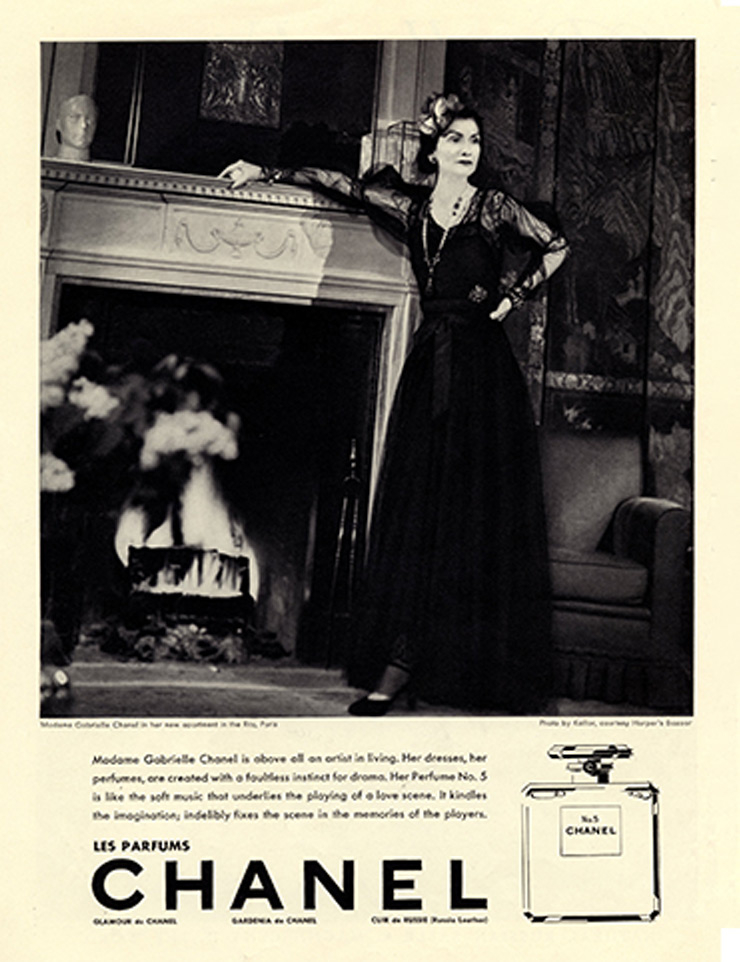 Madame Gabrielle Chanel in her new apartment in the Ritz, Paris
Photo by Kollar, courtesy Harper's Bazaar
Madame Gabrielle Chanel is above all an artist in living. Her dresses, her
perfumes, are created with a faultless instinct for drama. Her Perfume No. 5
is like the soft music that underlies the playing of a love scene. It kindles
the imagination; indelibly fixes the scene in the memories of the players.
LES PARFUMS
CHANEL
GLAMOUR de CHANEL
GARDENIA de CHANEL
CUIR de RUSSIE (Russia Leather)
No. 5
CHANEL